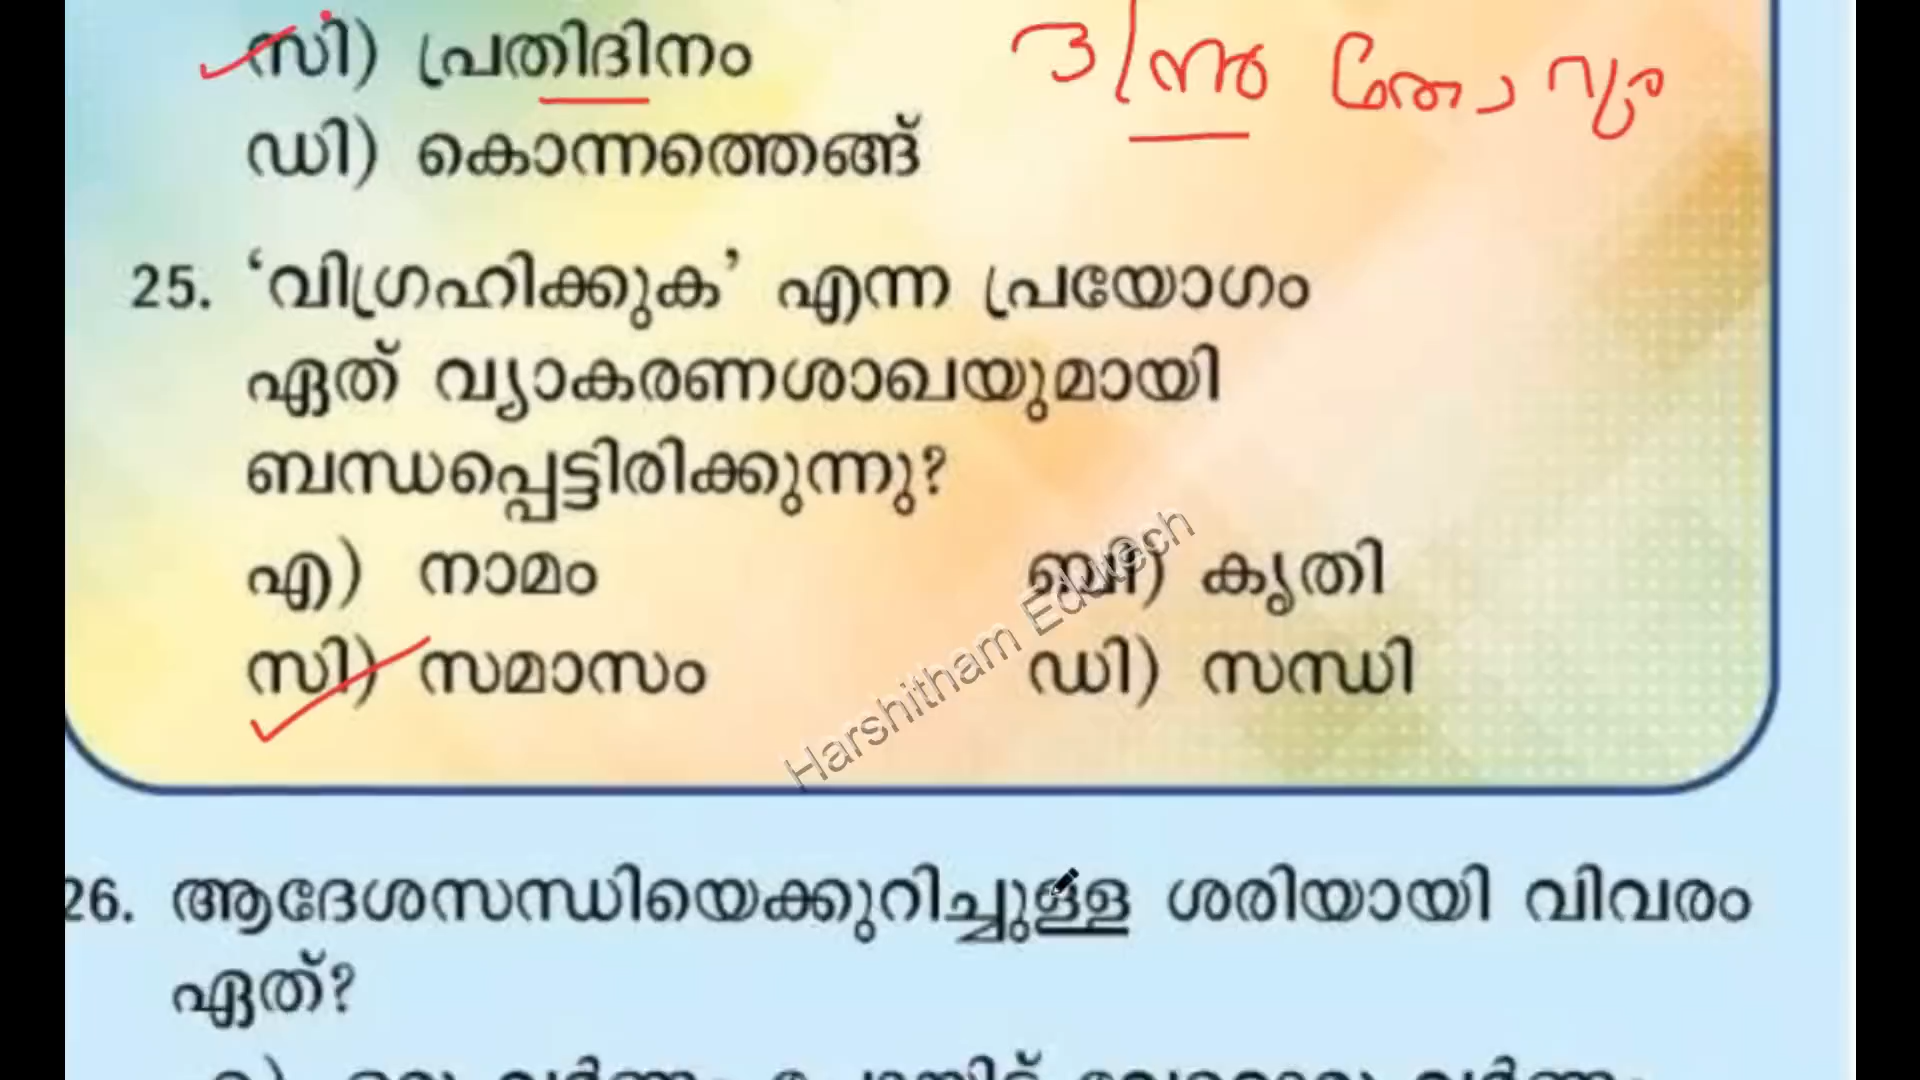 സി) പ്രതിദിനം
ദിനം തോറും
ഡി) കൊന്നത്തെങ്ങ്
25. ‘വിഗ്രഹിക്കുക’ എന്ന പ്രയോഗം
ഏത് വ്യാകരണശാഖയുമായി
ബന്ധപ്പെട്ടിരിക്കുന്നു?
എ) നാമം ബി) കൃതി
സി) സമാസം ഡി) സന്ധി
Harshitham Edutech
26. ആദേശസന്ധിയെക്കുറിച്ചുള്ള ശരിയായി വിവരം
ഏത്?